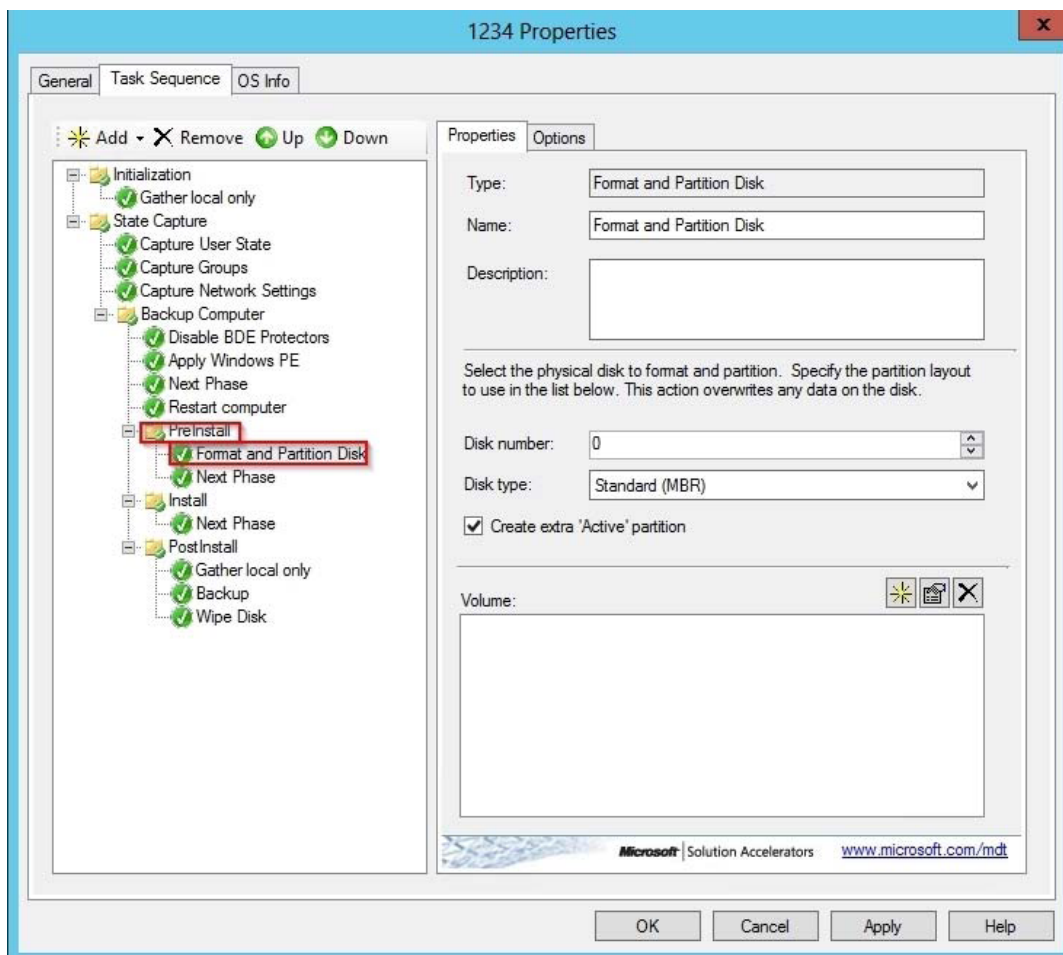 1234 Properties
x
General
Task Sequence
OS Info
Add
Remove
Up
Down
Initialization
Gather local only
State Capture
Capture User State
Capture Groups
Capture Network Settings
Backup Computer
Disable BDE Protectors
Apply Windows PE
Next Phase
Restart computer
PreInstall
Format and Partition Disk
Next Phase
Install
Next Phase
PostInstall
Gather local only
Backup
Wipe Disk
Properties
Options
Type:
Format and Partition Disk
Name:
Format and Partition Disk
Description:
Select the physical disk to format and partition. Specify the partition layout
to use in the list below. This action overwrites any data on the disk.
Disk number:
0
Disk type:
Standard (MBR)
Create extra 'Active' partition
Volume:
Microsoft | Solution Accelerators
www.microsoft.com/mdt
OK
Cancel
Apply
Help